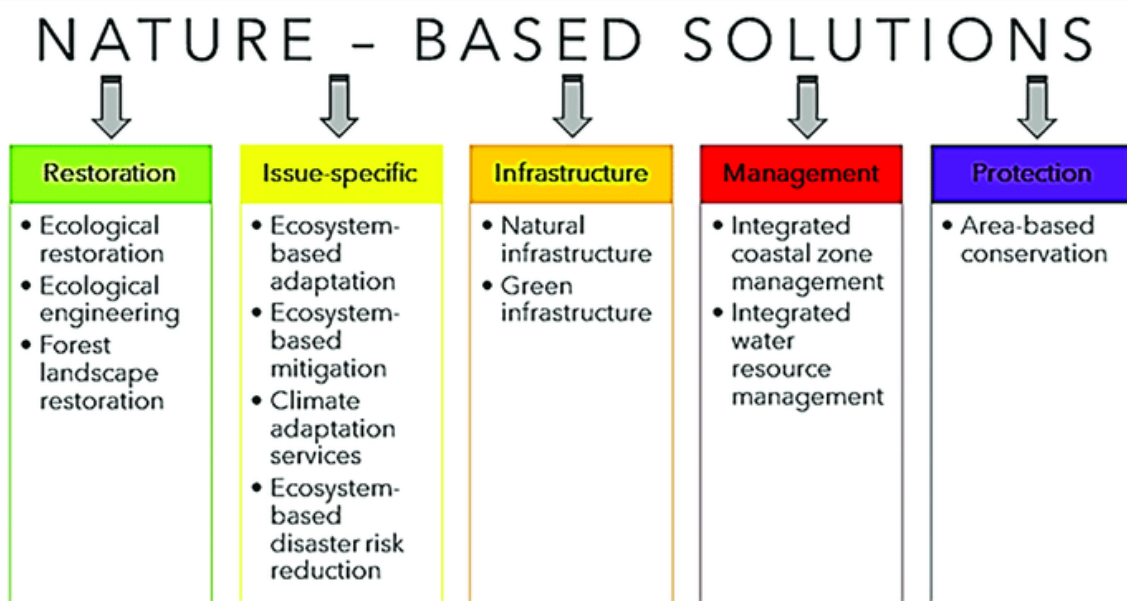 NATURE – BASED SOLUTIONS
Restoration
• Ecological
restoration
• Ecological
engineering
• Forest
landscape
restoration
Issue-specific
• Ecosystem-
based
adaptation
• Ecosystem-
based
mitigation
• Climate
adaptation
services
• Ecosystem-
based
disaster risk
reduction
Infrastructure
• Natural
infrastructure
• Green
infrastructure
Management
• Integrated
coastal zone
management
• Integrated
water
resource
management
Protection
• Area-based
conservation